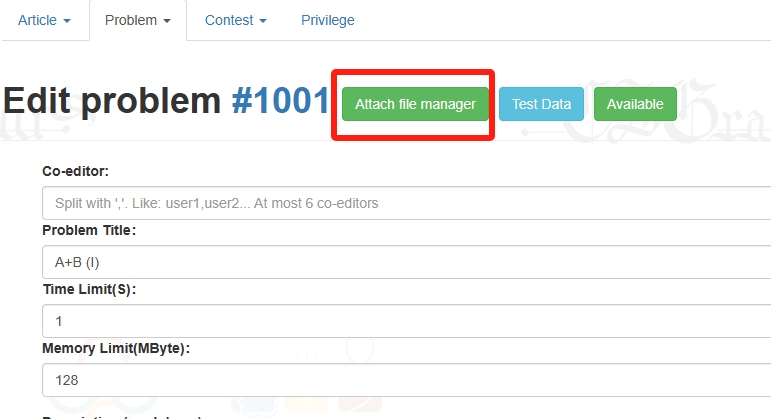 Article Problem Contest Privilege
Edit problem #1001 Attach file manager Test Data Available
Co-editor:
Split with ','. Like: user1,user2... At most 6 co-editors
Problem Title:
A+B (I)
Time Limit(S):
1
Memory Limit(MByte):
128